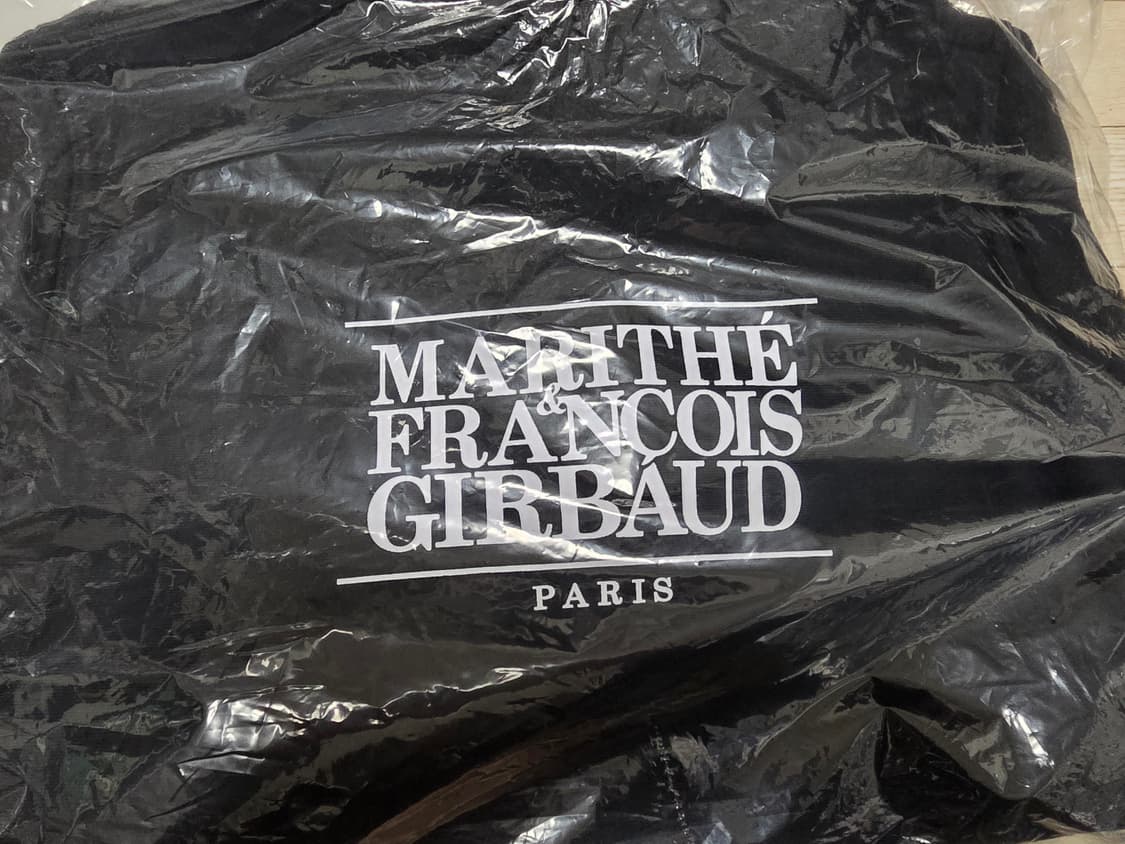 MARITHÉ
&
FRANÇOIS
GIRBAUD
PARIS